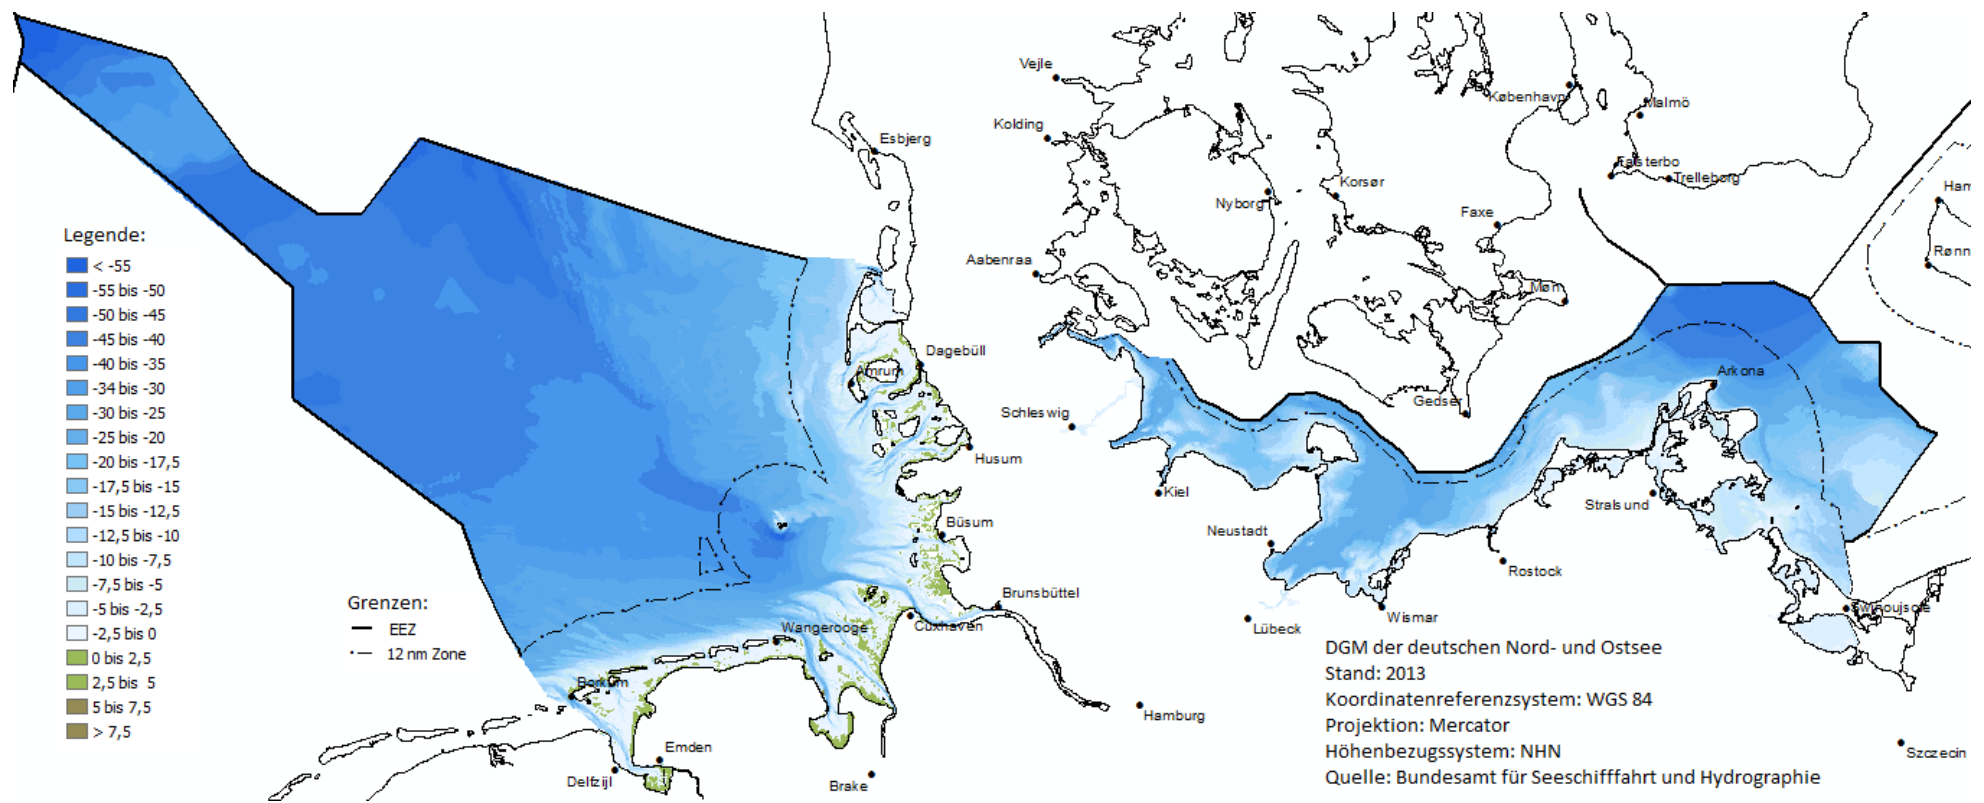 Vejle
København
Malmö
Kolding
Esbjerg
Falsterbo
Trelleborg
Korsør
Nyborg
Faxe
Ham
Rønn
Aabenraa
Møn
Legende:
< -55
-55 bis -50
-50 bis -45
-45 bis -40
-40 bis -35
-34 bis -30
-30 bis -25
-25 bis -20
-20 bis -17,5
-17,5 bis -15
-15 bis -12,5
-12,5 bis -10
-10 bis -7,5
-7,5 bis -5
-5 bis -2,5
-2,5 bis 0
0 bis 2,5
2,5 bis 5
5 bis 7,5
> 7,5
Grenzen:
EEZ
12 nm Zone
Dagebüll
Amrum
Arkona
Schleswig
Gedse
Husum
Kiel
Stralsund
Büsum
Neustadt
Rostock
Brunsbüttel
Cuxhaven
Wangerooge
Wismar
Swinoujscie
Lübeck
Borkum
Hamburg
Emden
Delfzijl
Brake
Szczecin
DGM der deutschen Nord- und Ostsee
Stand: 2013
Koordinatenreferenzsystem: WGS 84
Projektion: Mercator
Höhenbezugssystem: NHN
Quelle: Bundesamt für Seeschifffahrt und Hydrographie